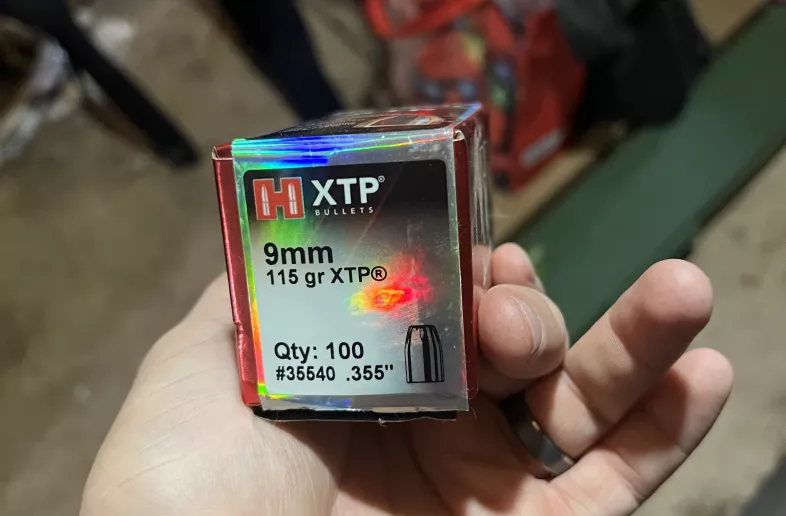 H XTP®
BULLETS
9mm
115 gr XTP®
Qty: 100
#35540 .355"